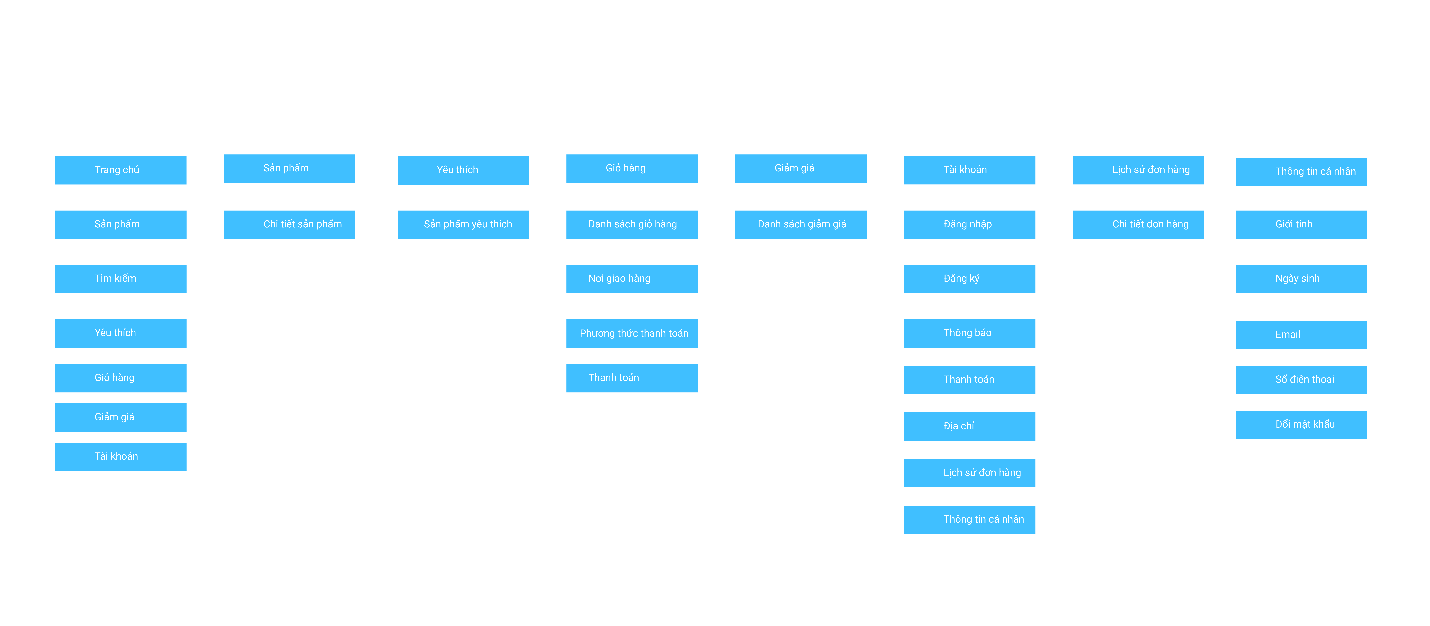 Trang chủ
Sản phẩm
Tìm kiếm
Yêu thích
Giỏ hàng
Giảm giá
Tài khoản
Sản phẩm
Chi tiết sản phẩm
Yêu thích
Sản phẩm yêu thích
Giỏ hàng
Danh sách giỏ hàng
Nơi giao hàng
Phương thức thanh toán
Thanh toán
Giảm giá
Danh sách giảm giá
Tài khoản
Đăng nhập
Đăng ký
Thông báo
Thanh toán
Địa chỉ
Lịch sử đơn hàng
Thông tin cá nhân
Lịch sử đơn hàng
Chi tiết đơn hàng
Thông tin cá nhân
Giới tính
Ngày sinh
Email
Số điện thoại
Đổi mật khẩu